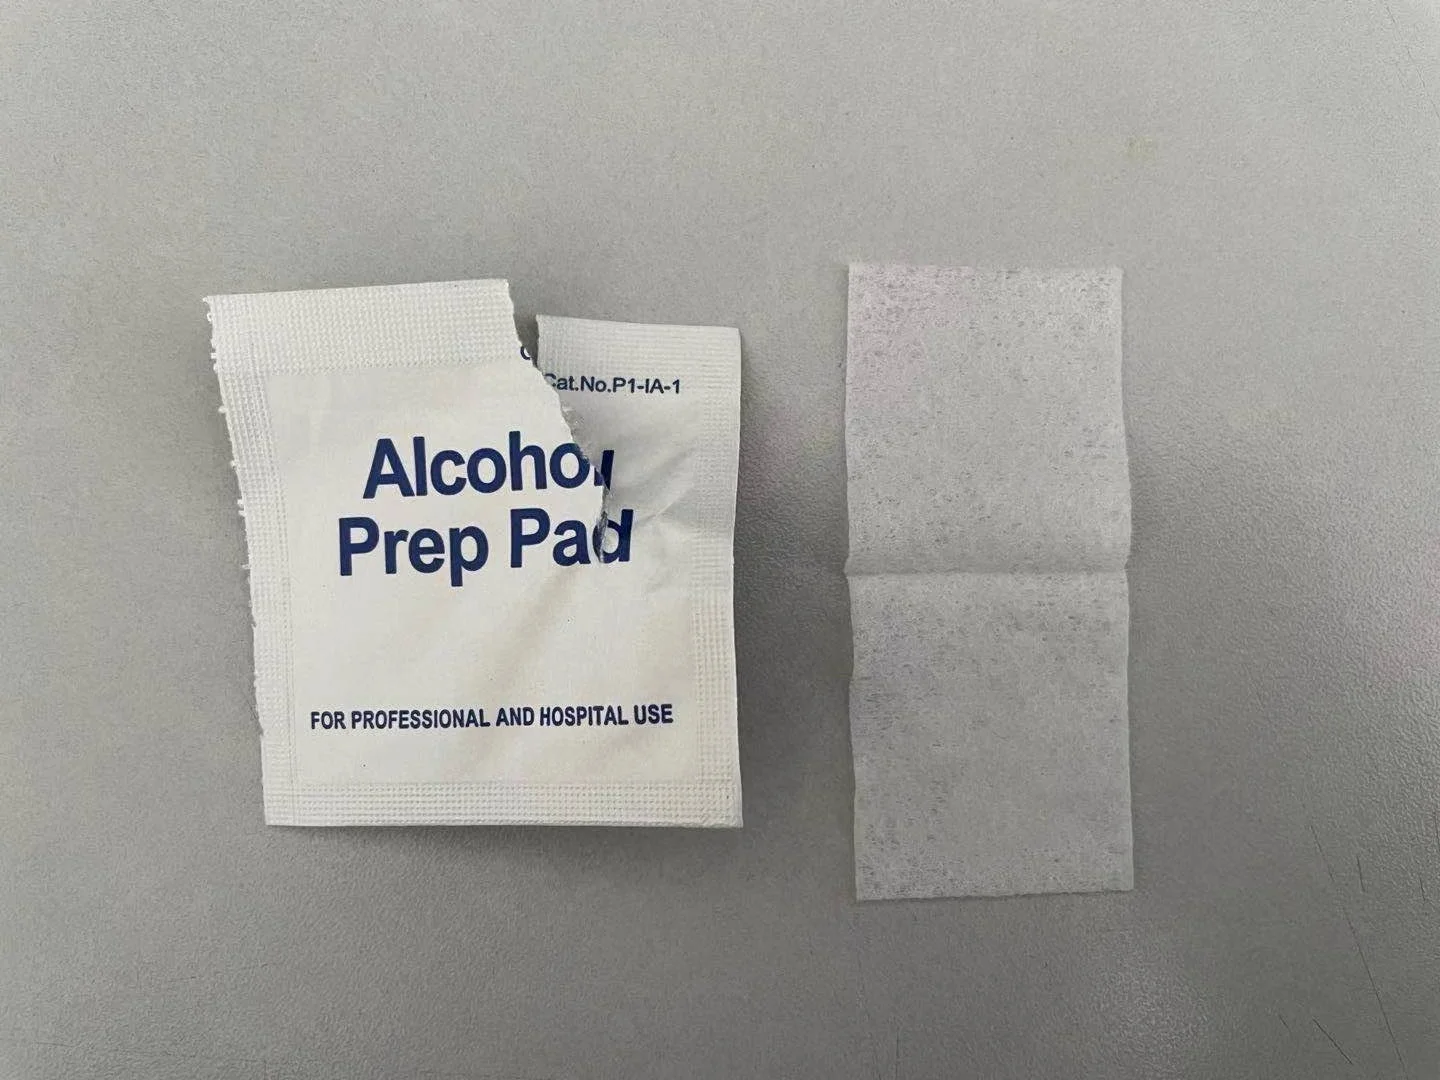 Cat.No.P1-IA-1
Alcohol
Prep Pad
FOR PROFESSIONAL AND HOSPITAL USE